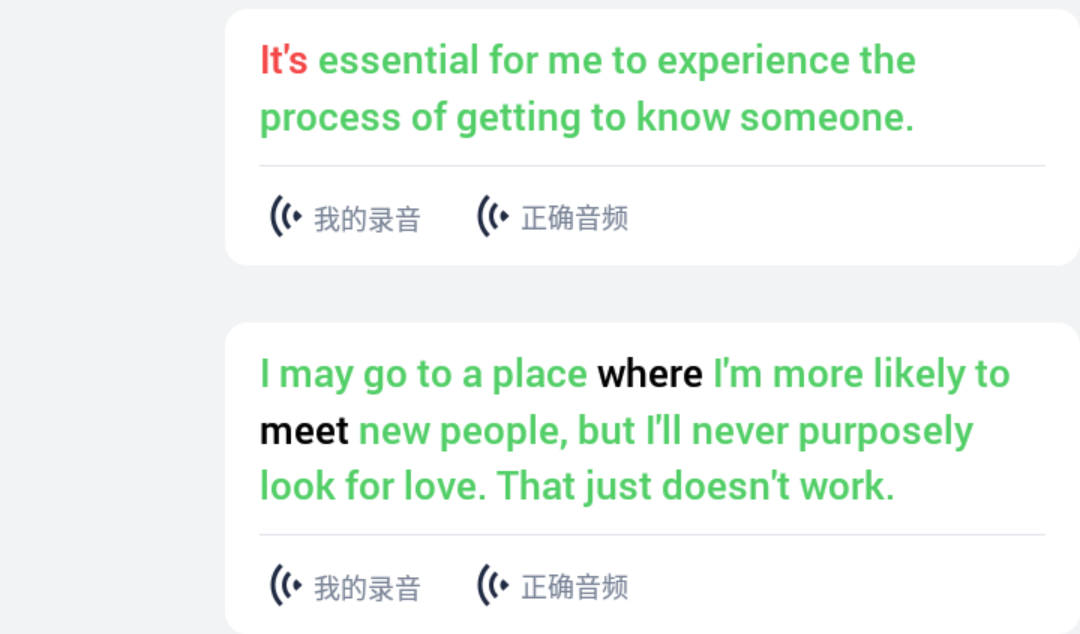 It's essential for me to experience the
process of getting to know someone.
我的录音 正确音频
I may go to a place where I'm more likely to
meet new people, but I'll never purposely
look for love. That just doesn't work.
我的录音 正确音频